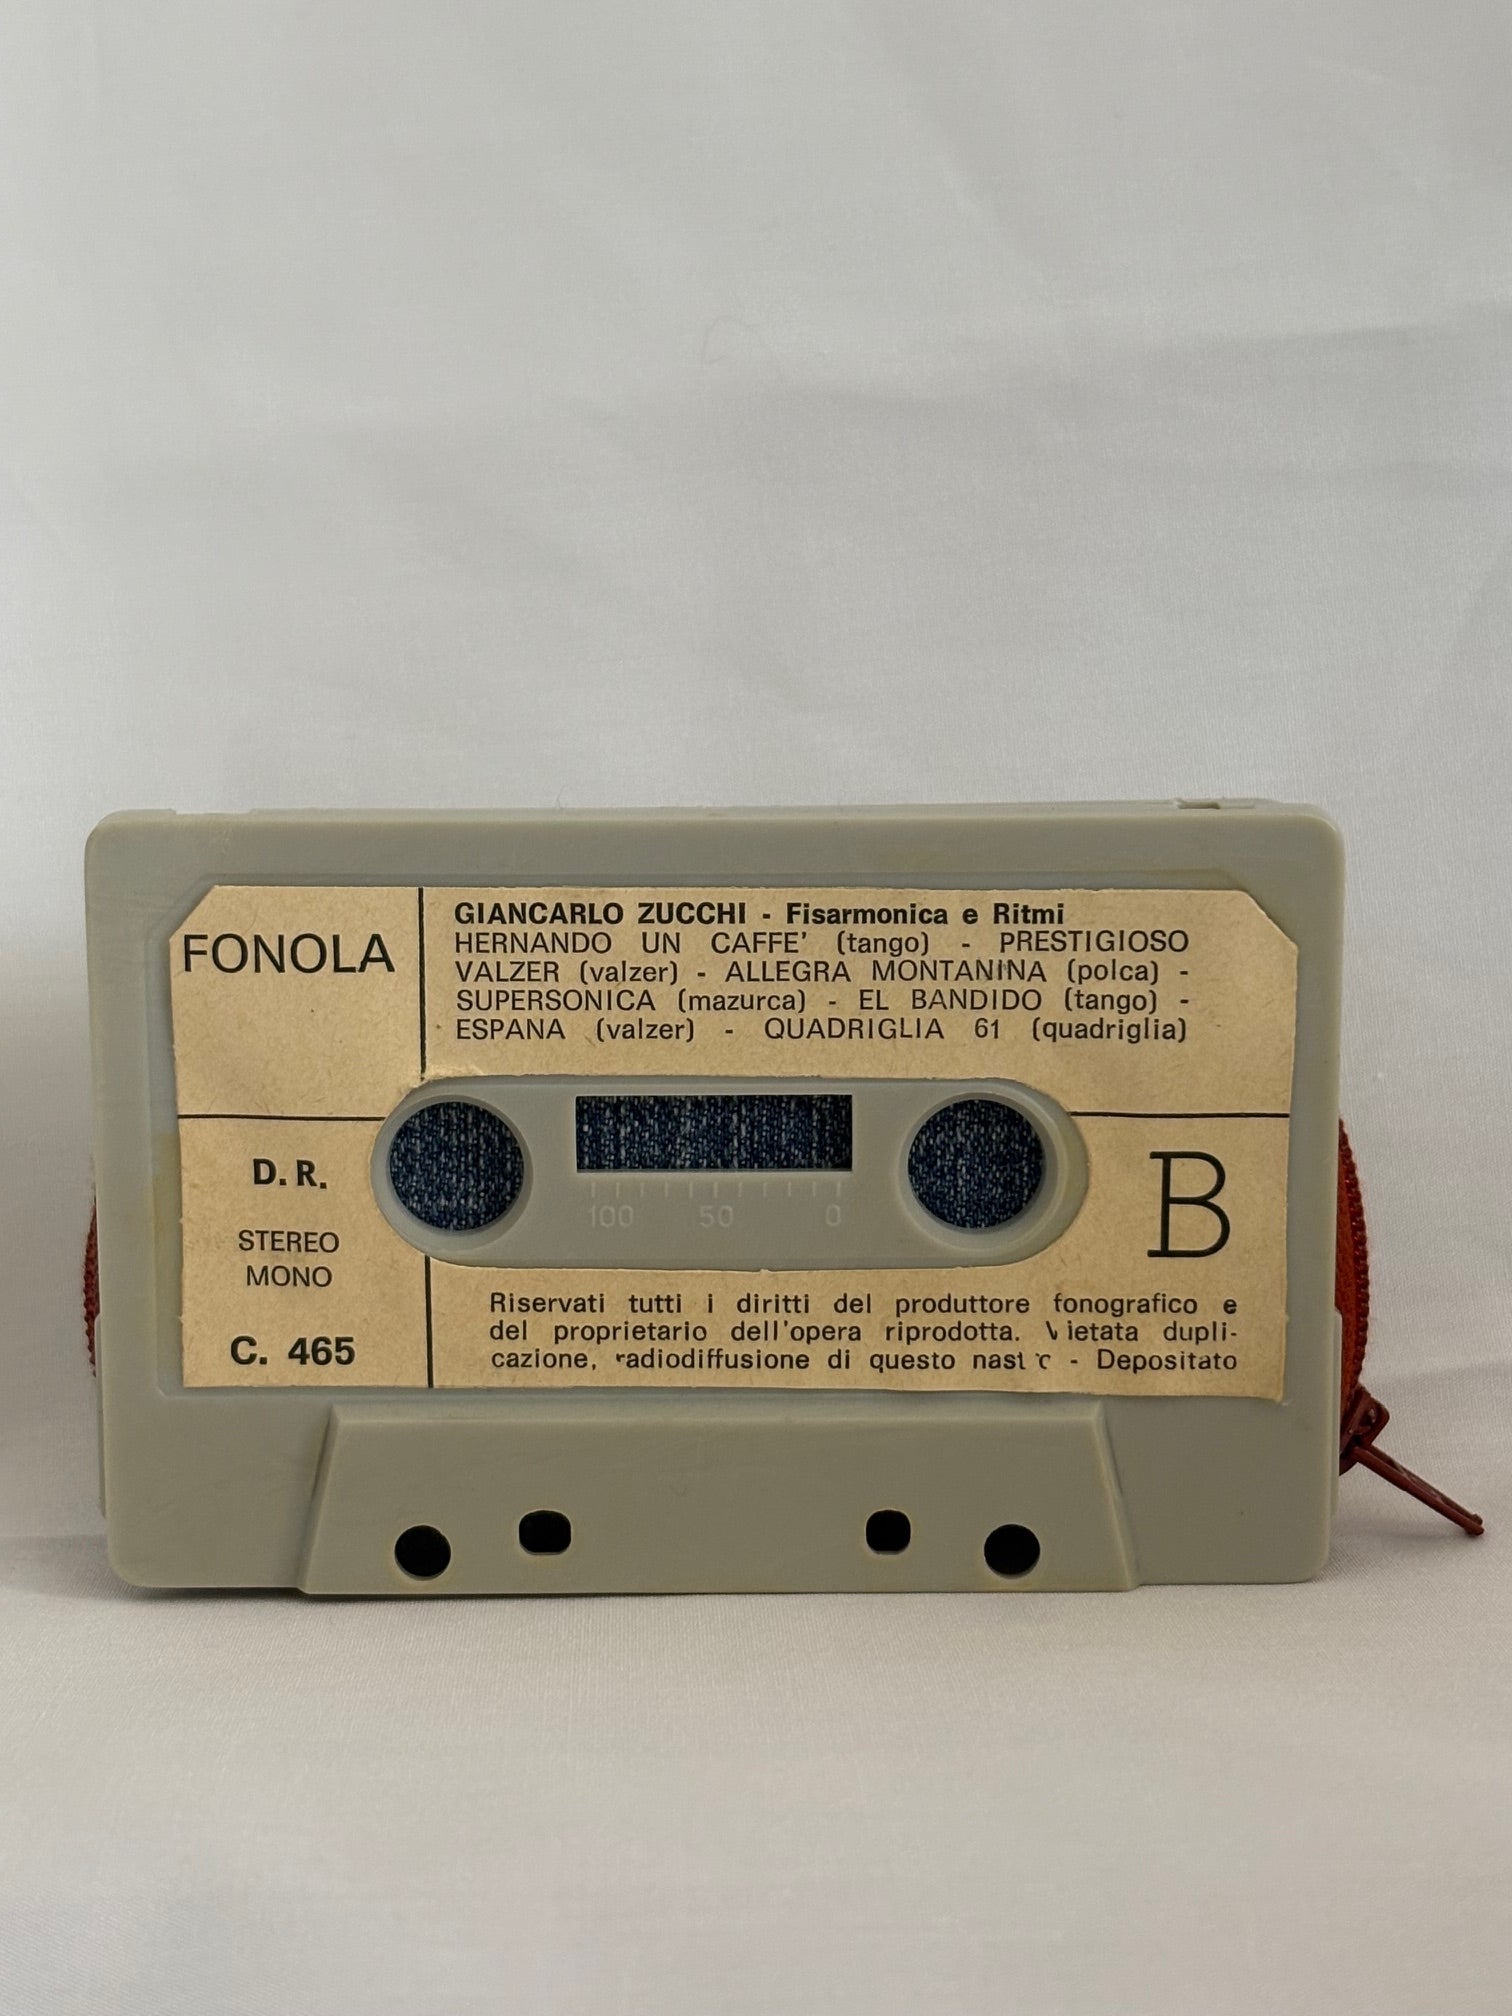 FONOLA
GIANCARLO ZUCCHI - Fisarmonica e Ritmi
HERNANDO UN CAFFE' (tango) - PRESTIGIOSO
VALZER (valzer) - ALLEGRA MONTANINA (polca) -
SUPERSONICA (mazurca) - EL BANDIDO (tango) -
ESPANA (valzer) - QUADRIGLIA 61 (quadriglia)
D.R.
STEREO
MONO
C. 465
100 50 0
B
Riservati tutti i diritti del produttore fonografico e
del proprietario dell'opera riprodotta. Vietata dupli-
cazione, radiodiffusione di questo nastro - Depositato